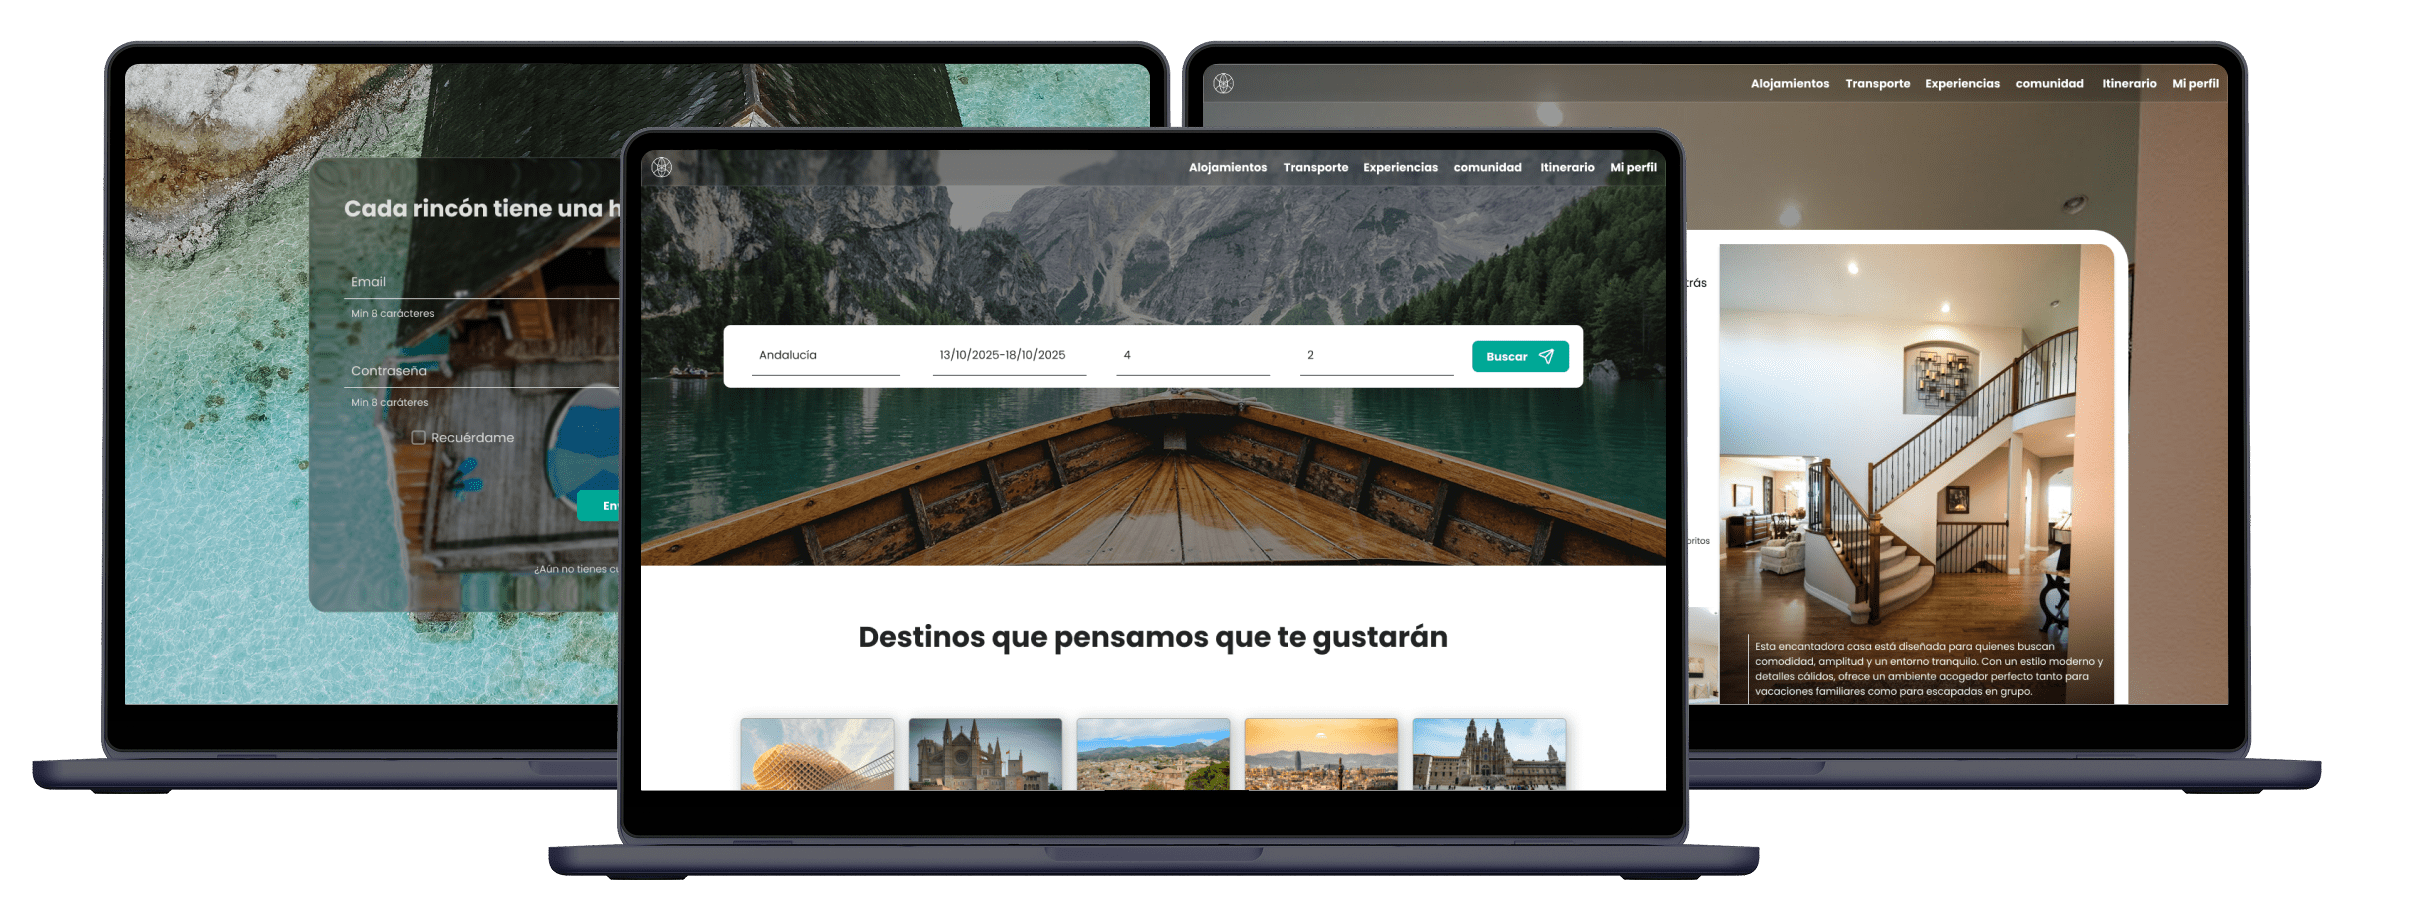 Cada rincón tiene una h
Email
Min 8 carácteres
Contraseña
Min 8 caráteres
Recuérdame
En
¿Aún no tienes cu
Alojamientos Transporte Experiencias comunidad Itinerario Mi perfil
Andalucía 13/10/2025-18/10/2025 4 2 Buscar
Destinos que pensamos que te gustarán
Alojamientos Transporte Experiencias comunidad Itinerario Mi perfil
trás
oritos
Esta encantadora casa está diseñada para quienes buscan
comodidad, amplitud y un entorno tranquilo. Con un estilo moderno y
detalles cálidos, ofrece un ambiente acogedor perfecto tanto para
vacaciones familiares como para escapadas en grupo.